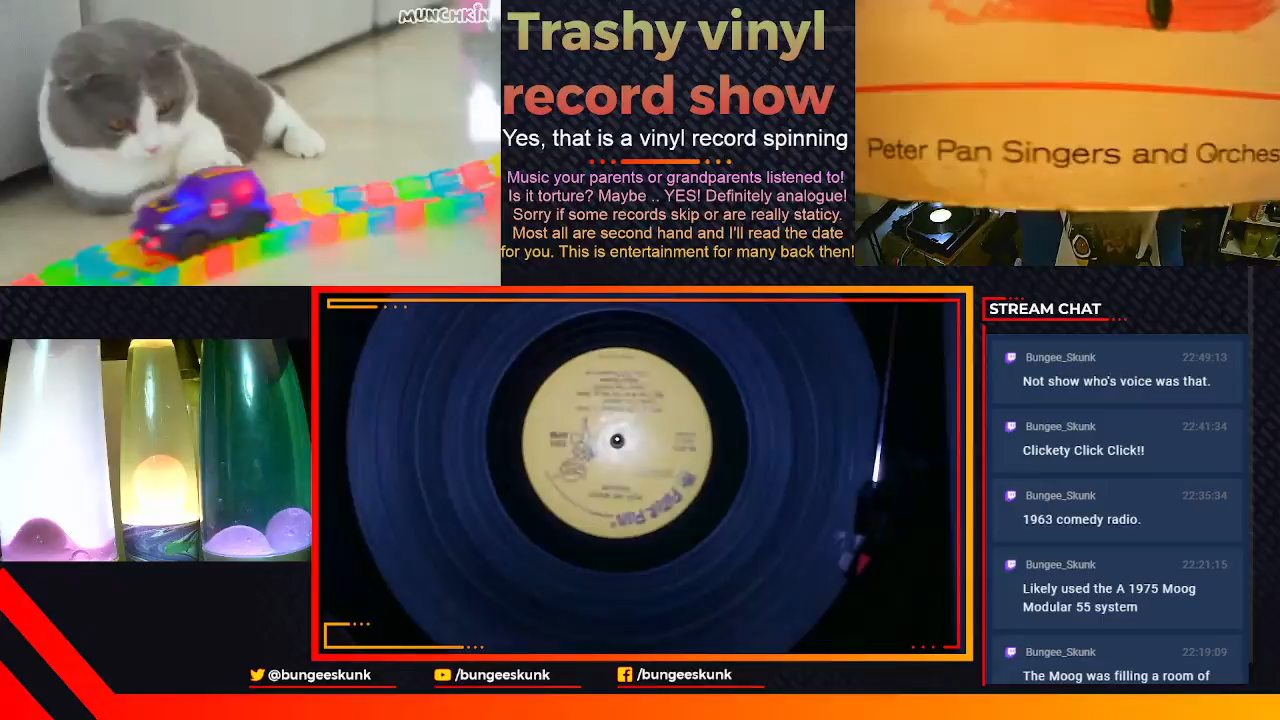 MUNCHKIN
Trashy vinyl
record show
Yes, that is a vinyl record spinning
Music your parents or grandparents listened to!
Is it torture? Maybe .. YES! Definitely analogue!
Sorry if some records skip or are really staticy.
Most all are second hand and I'll read the date
for you. This is entertainment for many back then!
Peter Pan Singers and Orches
Peter Pan
STREAM CHAT
Bungee_Skunk 22:49:13
Not show who's voice was that.
Bungee_Skunk 22:41:34
Clickety Click Click!!
Bungee_Skunk 22:35:34
1963 comedy radio.
Bungee_Skunk 22:21:15
Likely used the A 1975 Moog
Modular 55 system
Bungee_Skunk 22:19:09
The Moog was filling a room of
@bungeeskunk
/bungeeskunk
/bungeeskunk